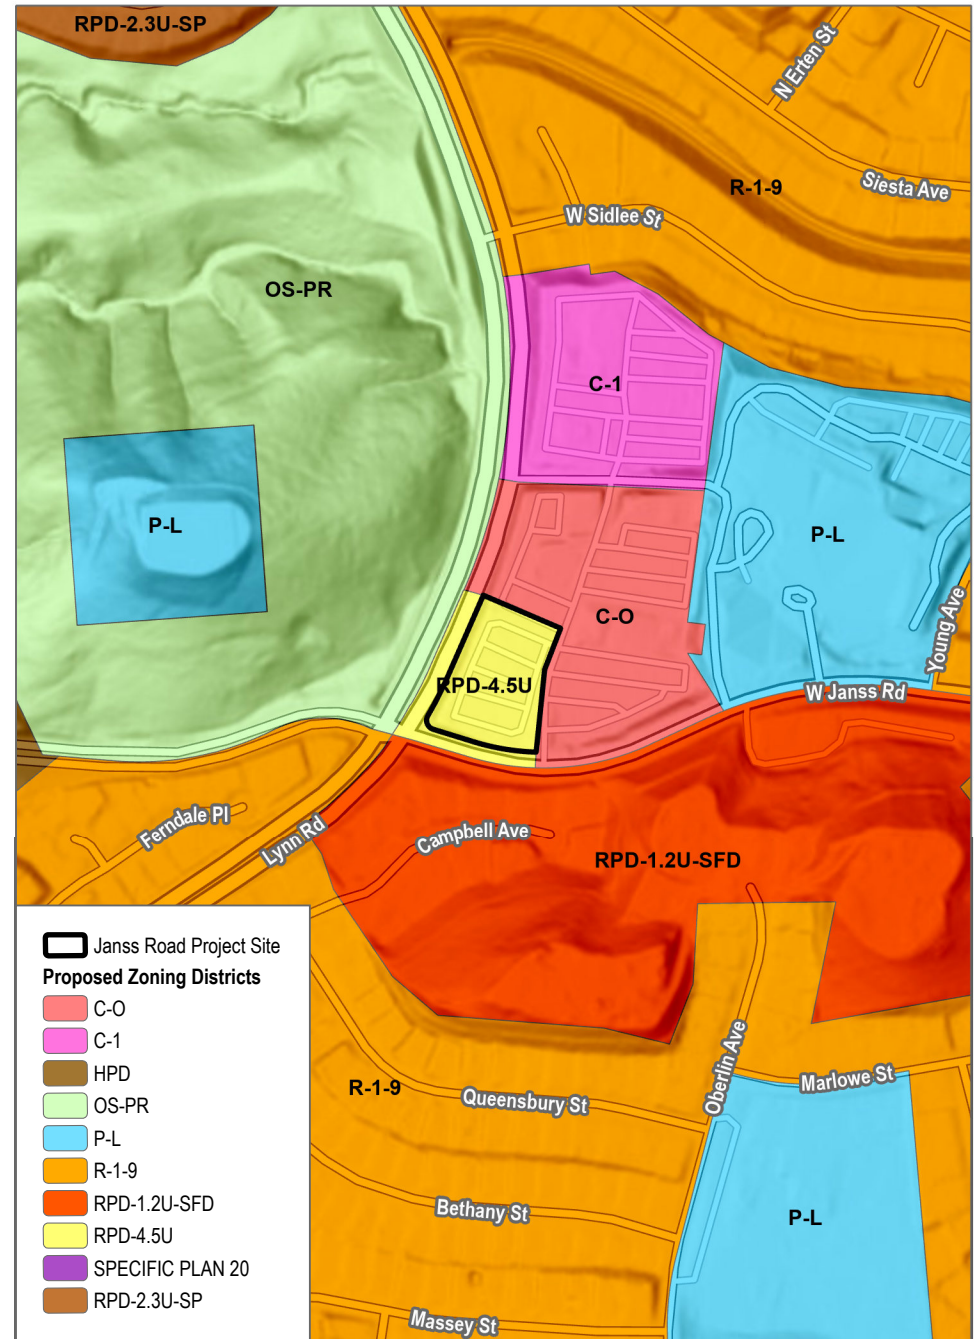 RPD-2.3U-SP
N Erten St
Siesta Ave
R-1-9
W Sidlee St
OS-PR
C-1
P-L
P-L
C-O
Young Ave
RPD-4.5U
W Janss Rd
Ferndale Pl
Lynn Rd
Campbell Ave
RPD-1.2U-SFD
Janss Road Project Site
Proposed Zoning Districts
C-O
C-1
HPD
OS-PR
P-L
R-1-9
RPD-1.2U-SFD
RPD-4.5U
SPECIFIC PLAN 20
RPD-2.3U-SP
Oberlin Ave
Marlowe St
R-1-9
Queensbury St
Bethany St
P-L
Massey St